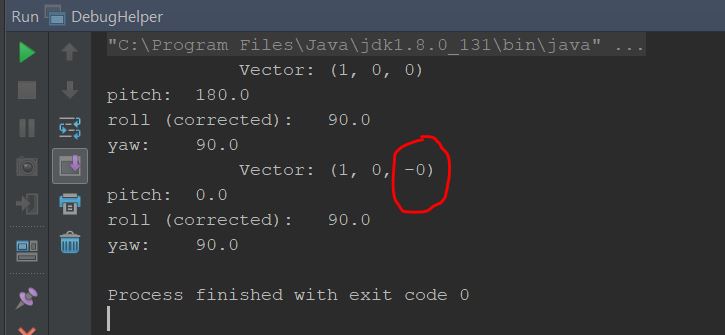 Run DebugHelper
"C:\Program Files\Java\jdk1.8.0_131\bin\java" ...
Vector: (1, 0, 0)
pitch: 180.0
roll (corrected): 90.0
yaw: 90.0
Vector: (1, 0, -0)
pitch: 0.0
roll (corrected): 90.0
yaw: 90.0
Process finished with exit code 0